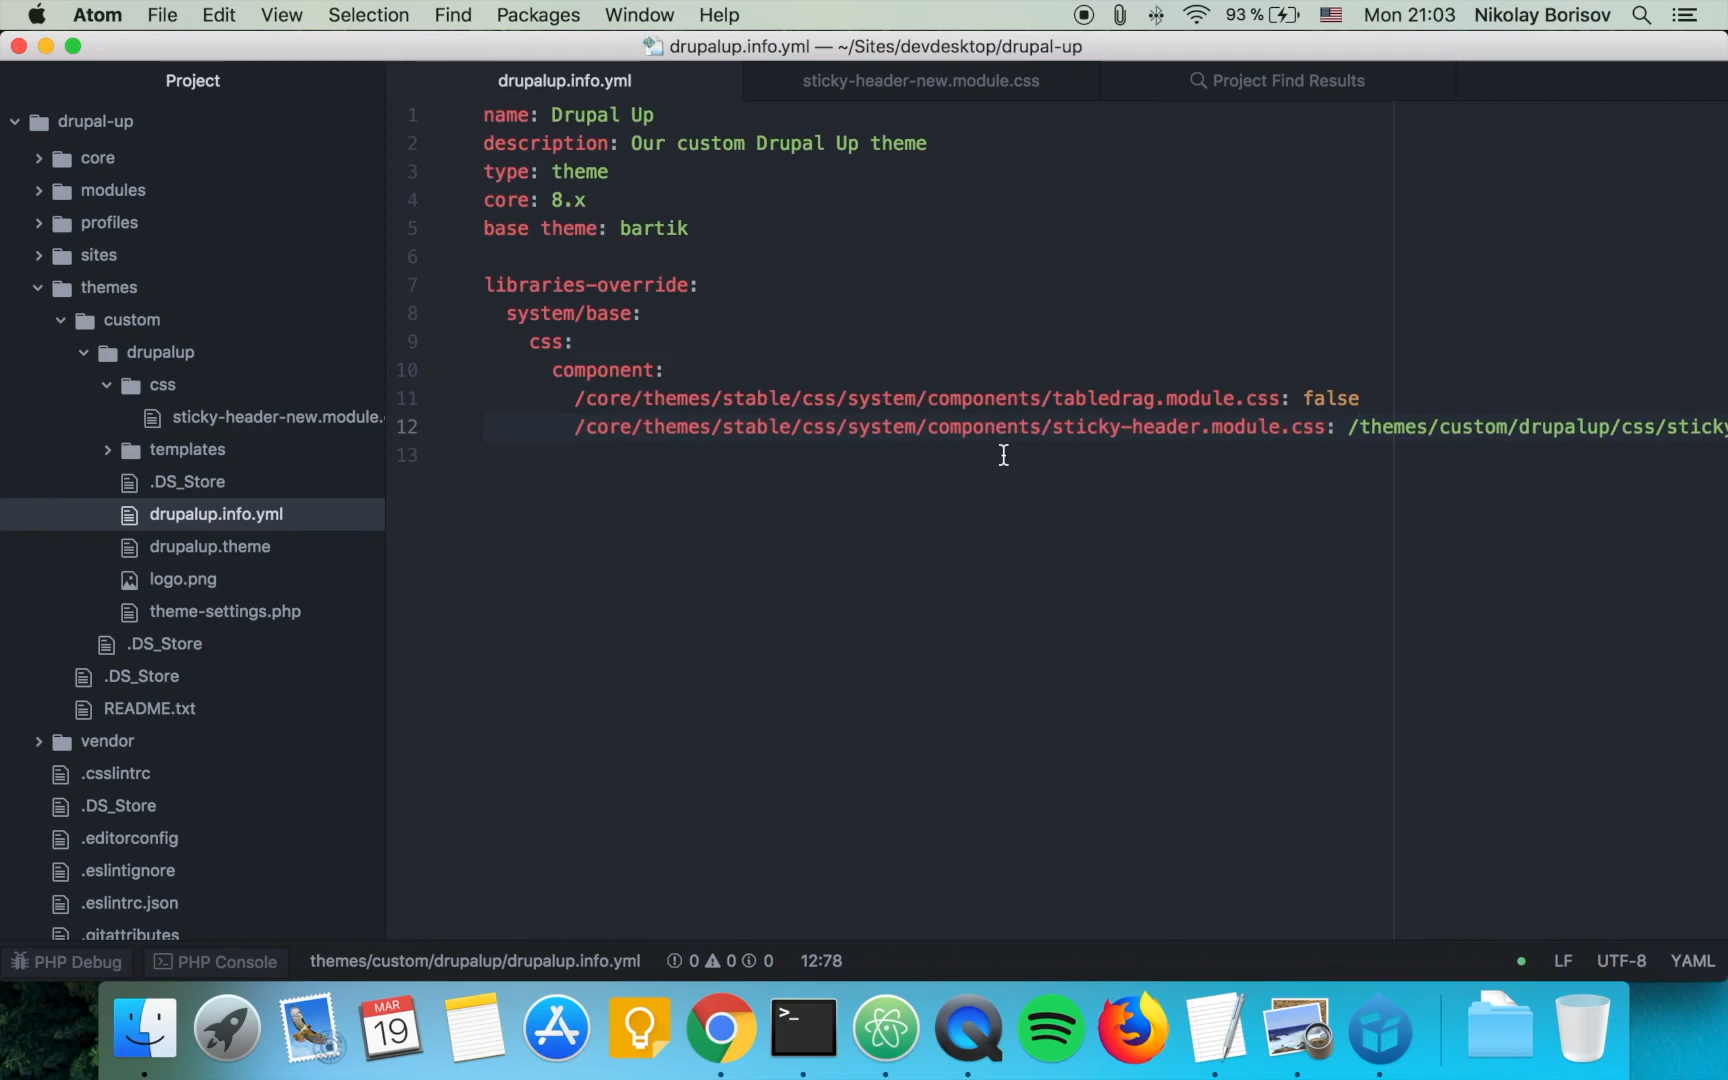 Atom File Edit View Selection Find Packages Window Help 93 % Mon 21:03 Nikolay Borisov
drupalup.info.yml — ~/Sites/devdesktop/drupal-up
Project
drupal-up
core
modules
profiles
sites
themes
custom
drupalup
css
sticky-header-new.module.
templates
.DS_Store
drupalup.info.yml
drupalup.theme
logo.png
theme-settings.php
.DS_Store
.DS_Store
README.txt
vendor
.csslintrc
.DS_Store
.editorconfig
.eslintignore
.eslintrc.json
.gitattributes
drupalup.info.yml sticky-header-new.module.css Project Find Results
1 name: Drupal Up
2 description: Our custom Drupal Up theme
3 type: theme
4 core: 8.x
5 base theme: bartik
6
7 libraries-override:
8 system/base:
9 css:
10 component:
11 /core/themes/stable/css/system/components/tabledrag.module.css: false
12 /core/themes/stable/css/system/components/sticky-header.module.css: /themes/custom/drupalup/css/sticky
13
PHP Debug PHP Console themes/custom/drupalup/drupalup.info.yml 0 0 0 12:78 LF UTF-8 YAML
MAR
19
>_